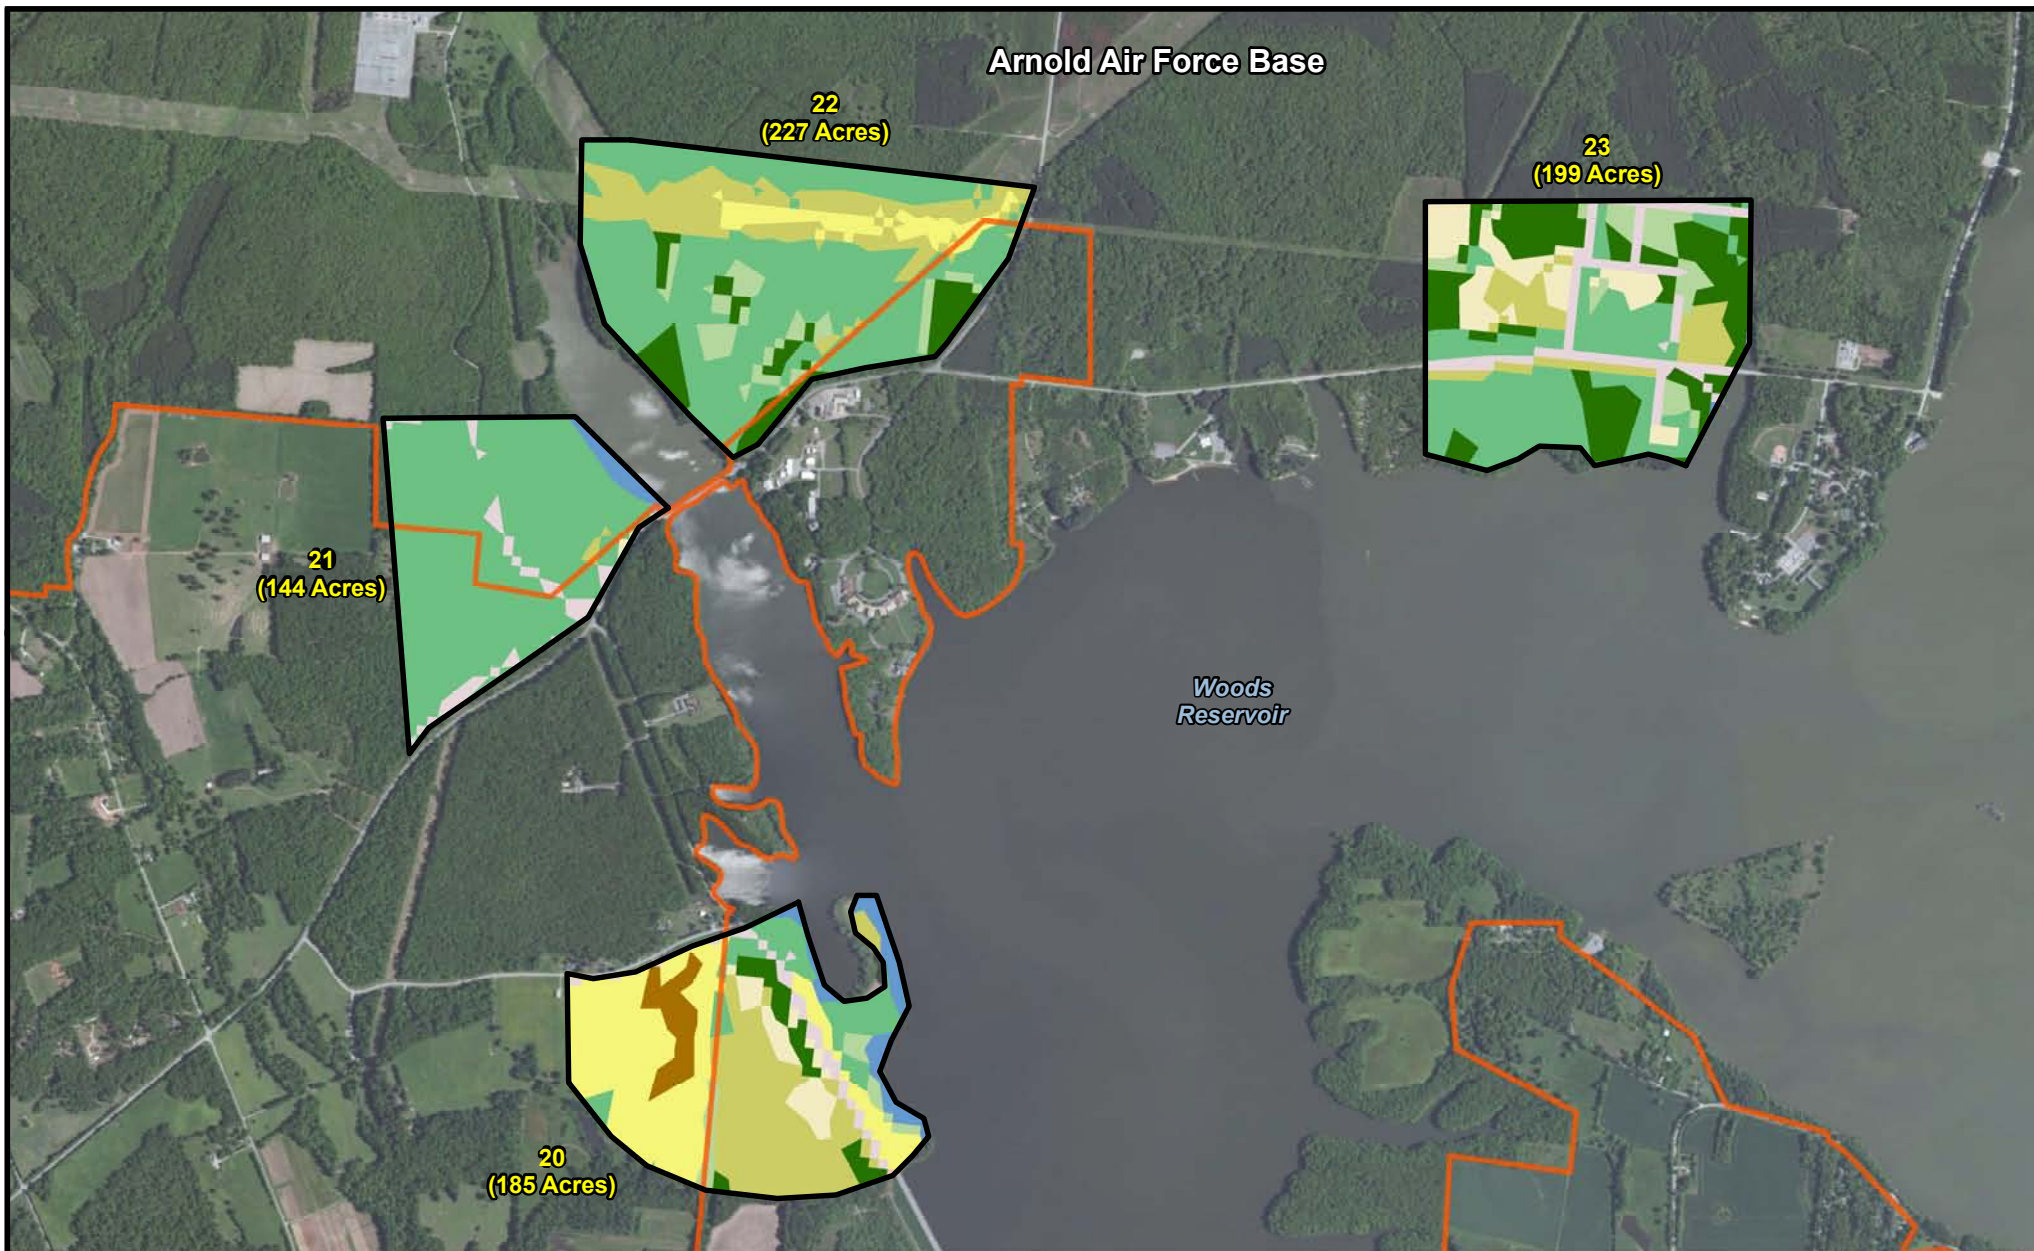 Arnold Air Force Base
22
(227 Acres)
23
(199 Acres)
21
(144 Acres)
Woods
Reservoir
20
(185 Acres)